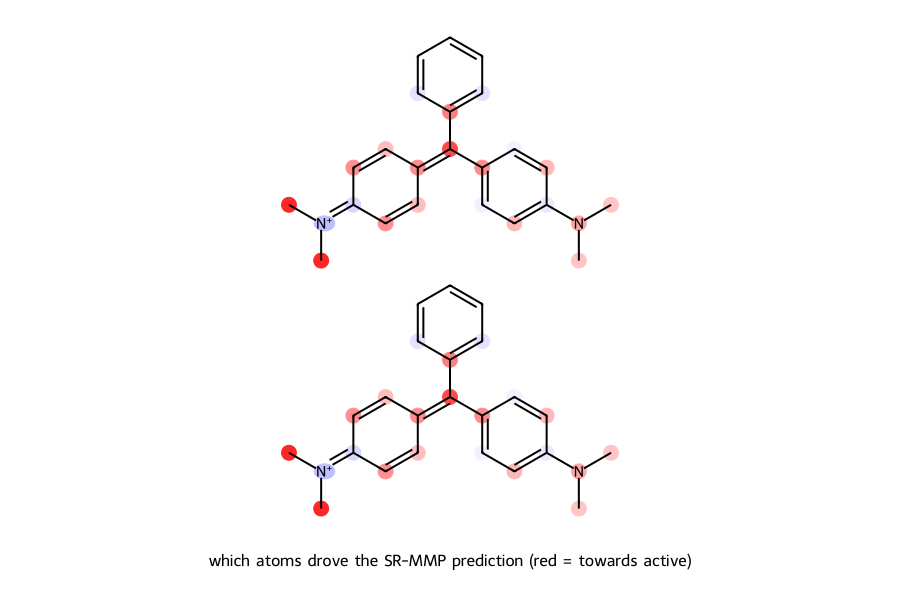 N⁺
N
N⁺
N
which atoms drove the SR-MMP prediction (red = towards active)